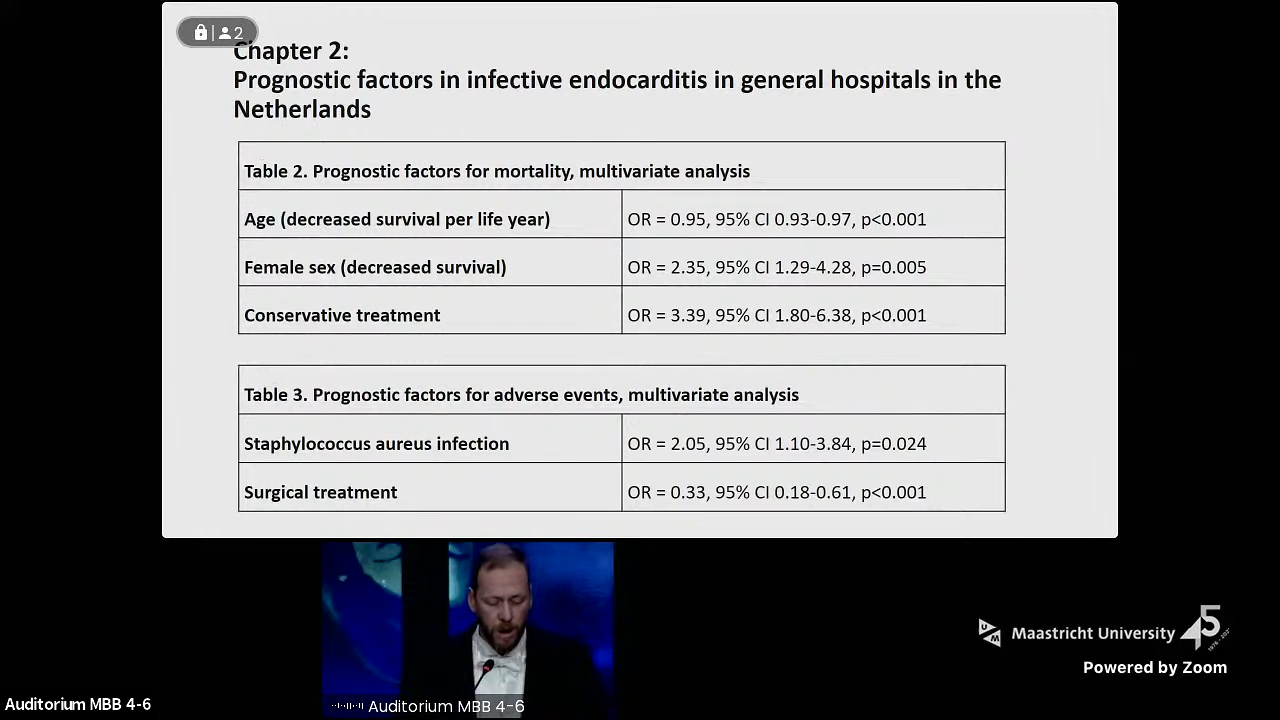 2
Chapter 2:
Prognostic factors in infective endocarditis in general hospitals in the
Netherlands
Table 2. Prognostic factors for mortality, multivariate analysis
Age (decreased survival per life year) OR = 0.95, 95% CI 0.93-0.97, p<0.001
Female sex (decreased survival) OR = 2.35, 95% CI 1.29-4.28, p=0.005
Conservative treatment OR = 3.39, 95% CI 1.80-6.38, p<0.001
Table 3. Prognostic factors for adverse events, multivariate analysis
Staphylococcus aureus infection OR = 2.05, 95% CI 1.10-3.84, p=0.024
Surgical treatment OR = 0.33, 95% CI 0.18-0.61, p<0.001
Maastricht University 45
Powered by Zoom
Auditorium MBB 4-6
Auditorium MBB 4-6